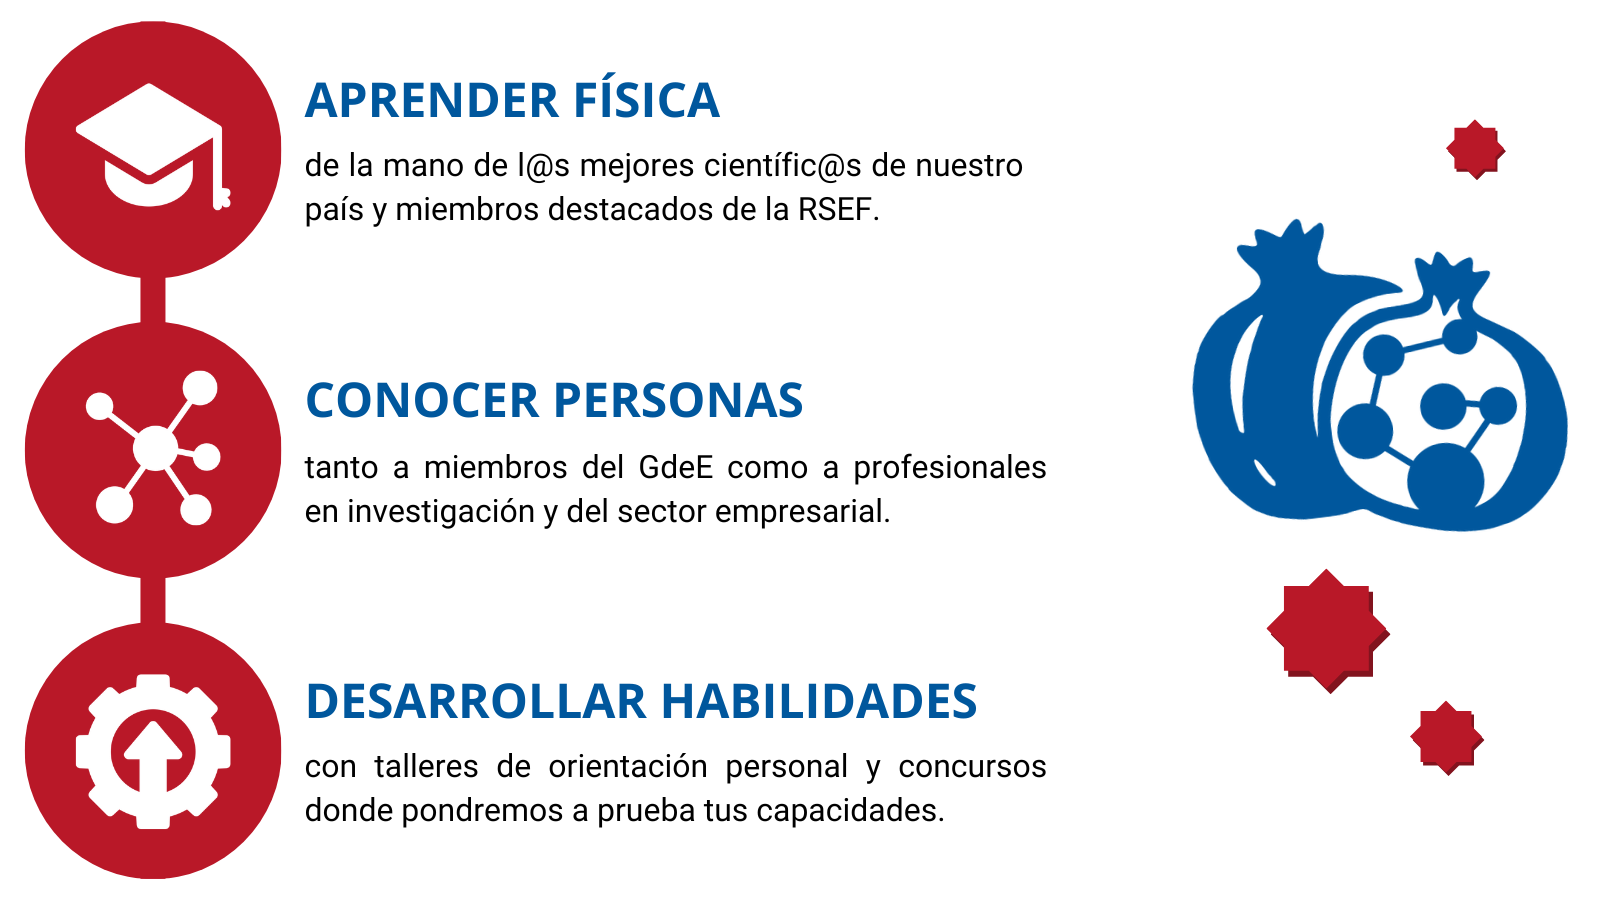 APRENDER FÍSICA
de la mano de l@s mejores científic@s de nuestro
país y miembros destacados de la RSEF.
CONOCER PERSONAS
tanto a miembros del GdeE como a profesionales
en investigación y del sector empresarial.
DESARROLLAR HABILIDADES
con talleres de orientación personal y concursos
donde pondremos a prueba tus capacidades.